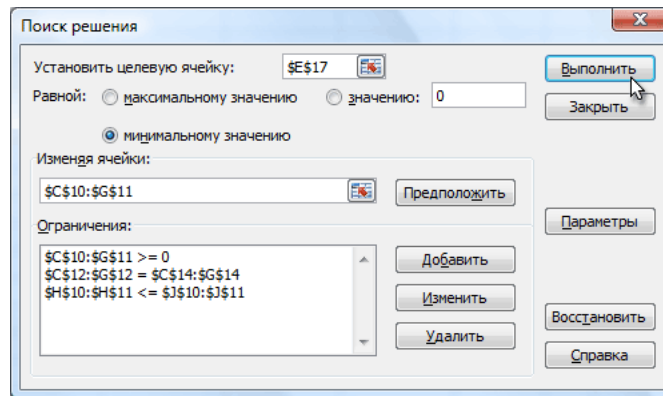 Поиск решения
Установить целевую ячейку: $E$17 Выполнить
Равной: максимальному значению значению: 0 Закрыть
минимальному значению
Изменяя ячейки:
$C$10:$G$11 Предположить
Ограничения: Параметры
$C$10:$G$11 >= 0 Добавить
$C$12:$G$12 = $C$14:$G$14
$H$10:$H$11 <= $J$10:$J$11 Изменить
Восстановить
Удалить
Справка